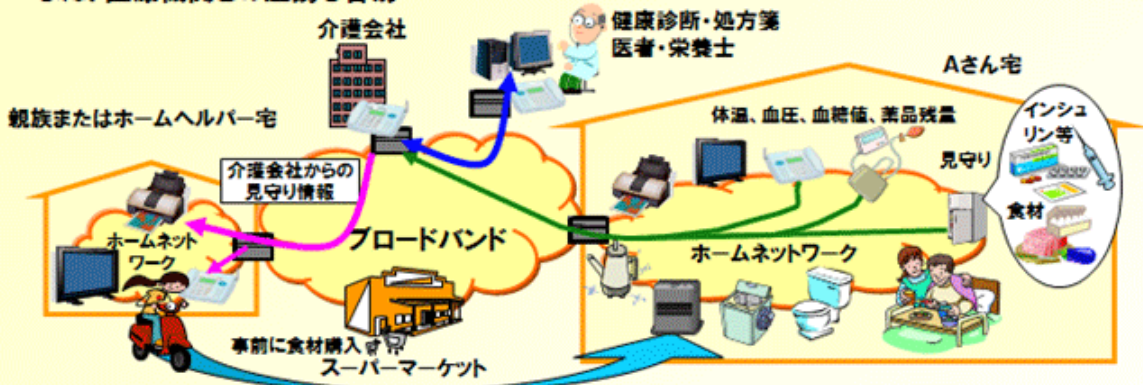 介護会社
健康診断・処方箋
医者・栄養士
Aさん宅
親族またはホームヘルパー宅
体温、血圧、血糖値、薬品残量
インシュ
リン等
見守り
介護会社からの
見守り情報
食材
ホームネット
ワーク
ブロードバンド
ホームネットワーク
事前に食材購入
スーパーマーケット